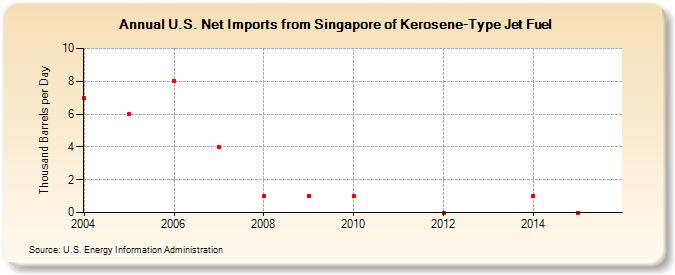 Annual U.S. Net Imports from Singapore of Kerosene-Type Jet Fuel
Thousand Barrels per Day
10
8
6
4
2
0
2004 2006 2008 2010 2012 2014
Source: U.S. Energy Information Administration